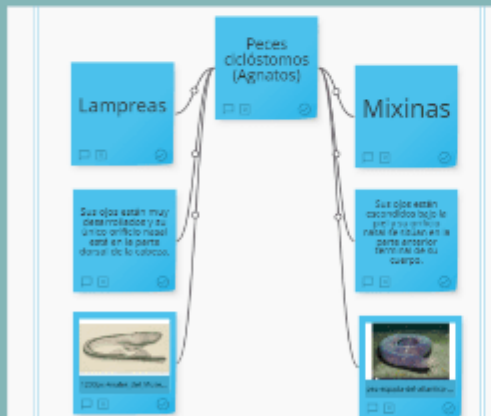 Peces
ciclóstomos
(Agnatos)
Lampreas
Mixinas
Sus ojos están muy
desarrollados y su
único orificio nasal
está en la parte
dorsal de la cabeza.
Sus ojos están
escondidos bajo la
piel y su orificio
nasal se sitúan en la
parte anterior
terminal de su
cuerpo.